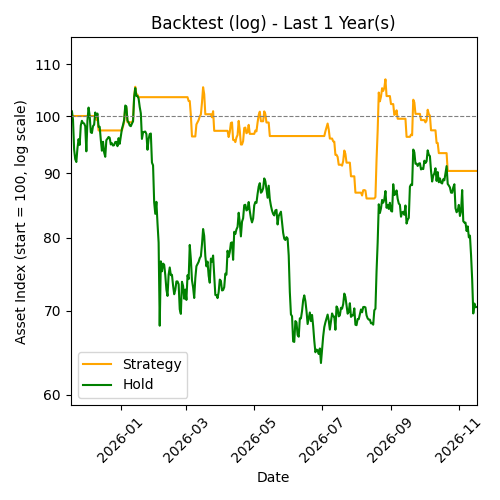 Backtest (log) - Last 1 Year(s)
Asset Index (start = 100, log scale)
110
100
90
80
70
60
Strategy
Hold
2026-01
2026-03
2026-05
2026-07
2026-09
2026-11
Date